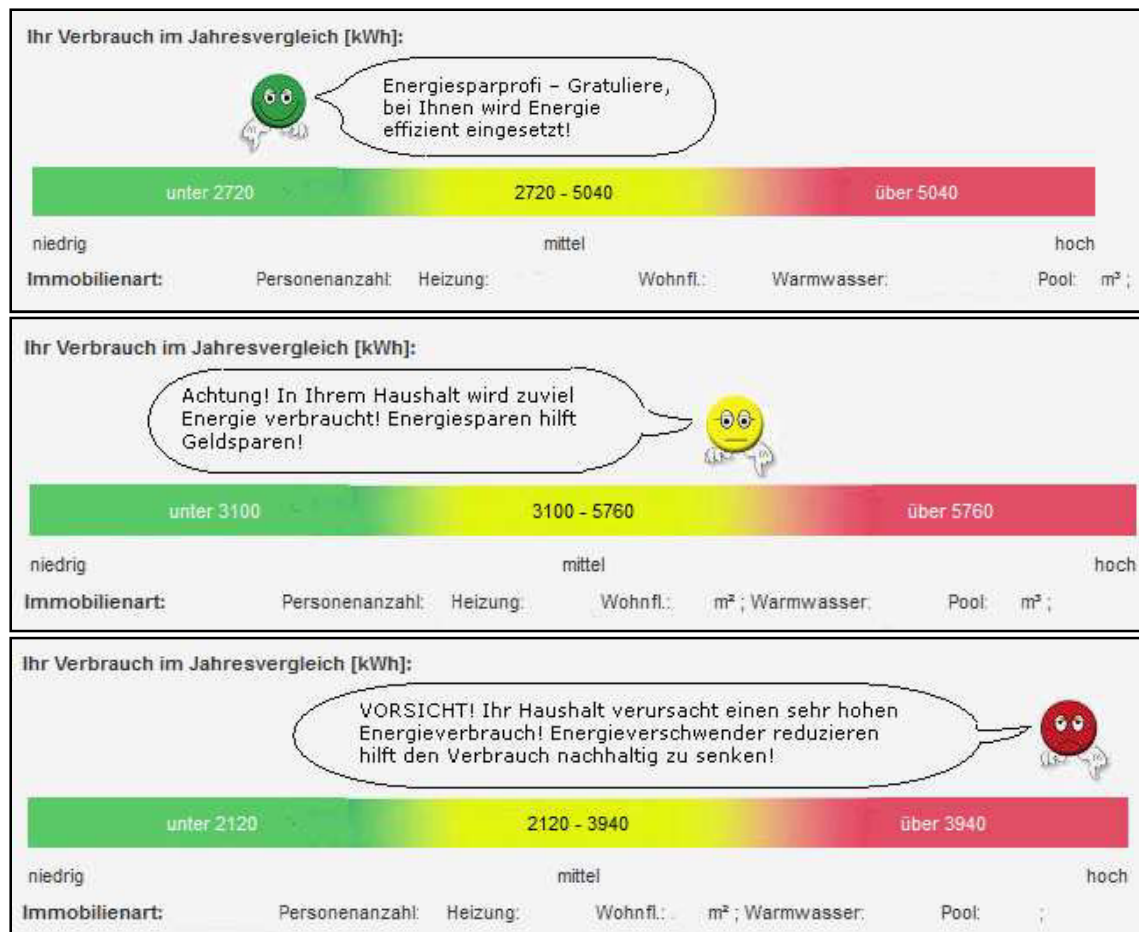 Ihr Verbrauch im Jahresvergleich [kWh]:
Energiesparprofi – Gratuliere,
bei Ihnen wird Energie
effizient eingesetzt!
unter 2720 2720 - 5040 über 5040
niedrig mittel hoch
Immobilienart: Personenanzahl: Heizung: Wohnfl.: Warmwasser: Pool: m² ;
Ihr Verbrauch im Jahresvergleich [kWh]:
Achtung! In Ihrem Haushalt wird zuviel
Energie verbraucht! Energiesparen hilft
Geldsparen!
unter 3100 3100 - 5760 über 5760
niedrig mittel hoch
Immobilienart: Personenanzahl: Heizung: Wohnfl.: m² ; Warmwasser: Pool: m² ;
Ihr Verbrauch im Jahresvergleich [kWh]:
VORSICHT! Ihr Haushalt verursacht einen sehr hohen
Energieverbrauch! Energieverschwender reduzieren
hilft den Verbrauch nachhaltig zu senken!
unter 2120 2120 - 3940 über 3940
niedrig mittel hoch
Immobilienart: Personenanzahl: Heizung: Wohnfl.: m² ; Warmwasser: Pool: ;